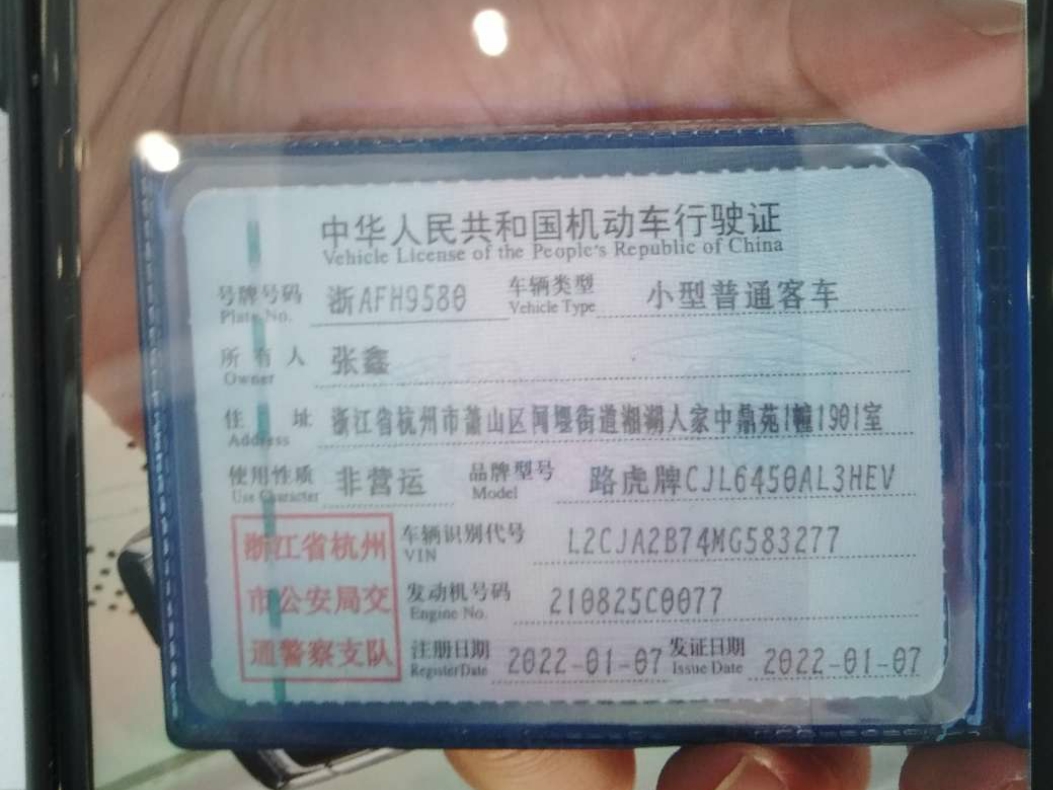 中华人民共和国机动车行驶证
Vehicle License of the People's Republic of China
号牌号码 浙AFH9580 车辆类型 小型普通客车
Plate No. Vehicle Type
所有人 张鑫
Owner
住址 浙江省杭州市萧山区闻堰街道湘湖人家中鼎苑1幢1901室
Address
使用性质 非营运 品牌型号 路虎牌CJL6450AL3HEV
Use Character Model
浙江省杭州 车辆识别代号 L2CJA2B74MG583277
VIN
市公安局交 发动机号码 210825C0077
Engine No.
通警察支队 注册日期 2022-01-07 发证日期 2022-01-07
Register Date Issue Date